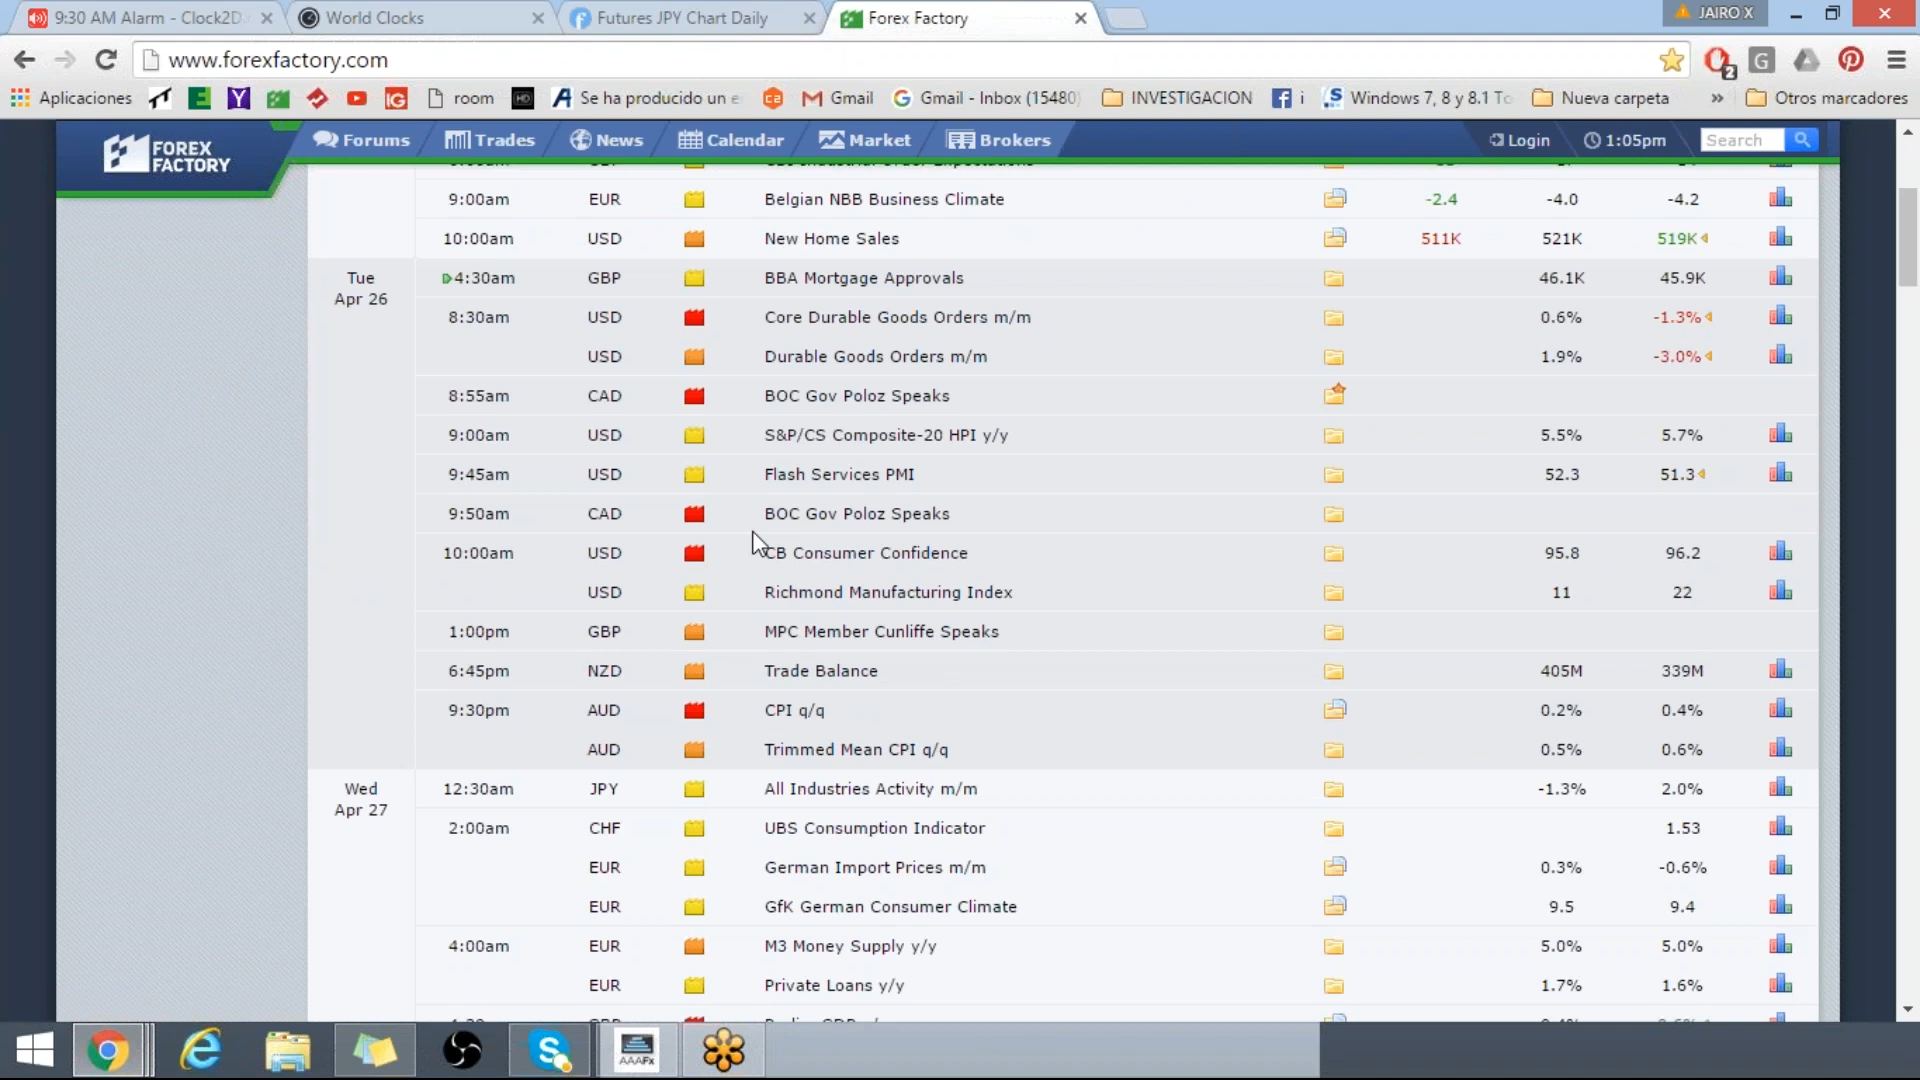 9:30 AM Alarm - Clock2D
World Clocks
Futures JPY Chart Daily
Forex Factory
JAIRO X
www.forexfactory.com
2
Aplicaciones
room
Se ha producido un e
Gmail
Gmail - Inbox (15480)
INVESTIGACION
i
Windows 7, 8 y 8.1 To
Nueva carpeta
»
Otros marcadores
FOREX FACTORY
Forums
Trades
News
Calendar
Market
Brokers
Login
1:05pm
Search
9:00am EUR Belgian NBB Business Climate -2.4 -4.0 -4.2
10:00am USD New Home Sales 511K 521K 519K
Tue Apr 26
4:30am GBP BBA Mortgage Approvals 46.1K 45.9K
8:30am USD Core Durable Goods Orders m/m 0.6% -1.3%
USD Durable Goods Orders m/m 1.9% -3.0%
8:55am CAD BOC Gov Poloz Speaks
9:00am USD S&P/CS Composite-20 HPI y/y 5.5% 5.7%
9:45am USD Flash Services PMI 52.3 51.3
9:50am CAD BOC Gov Poloz Speaks
10:00am USD CB Consumer Confidence 95.8 96.2
USD Richmond Manufacturing Index 11 22
1:00pm GBP MPC Member Cunliffe Speaks
6:45pm NZD Trade Balance 405M 339M
9:30pm AUD CPI q/q 0.2% 0.4%
AUD Trimmed Mean CPI q/q 0.5% 0.6%
Wed Apr 27
12:30am JPY All Industries Activity m/m -1.3% 2.0%
2:00am CHF UBS Consumption Indicator 1.53
EUR German Import Prices m/m 0.3% -0.6%
EUR GfK German Consumer Climate 9.5 9.4
4:00am EUR M3 Money Supply y/y 5.0% 5.0%
EUR Private Loans y/y 1.7% 1.6%
AAAFx